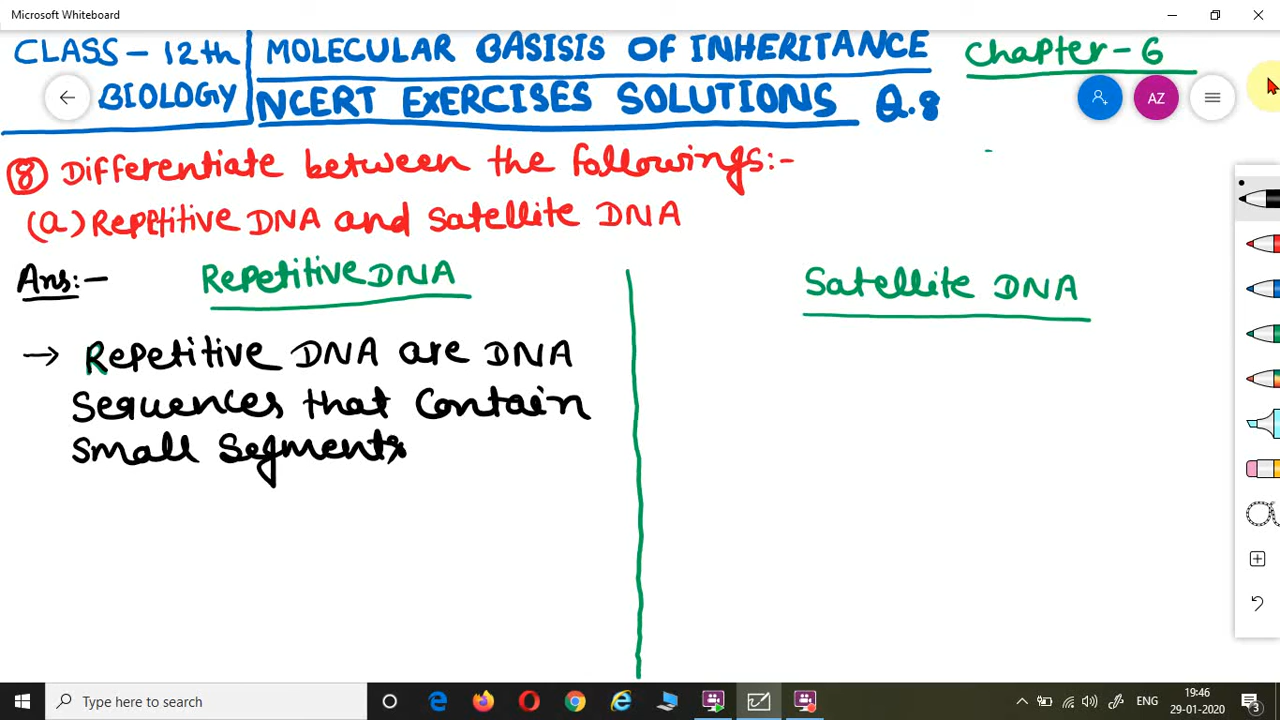 Microsoft Whiteboard
CLASS - 12th MOLECULAR BASISIS OF INHERITANCE Chapter - 6
BIOLOGY NCERT EXERCISES SOLUTIONS Q.8
AZ
(8) Differentiate between the followings:-
(a) Repetitive DNA and Satellite DNA
Ans:- Repetitive DNA Satellite DNA
→ Repetitive DNA are DNA
Sequences that Contain
Small Segments
Type here to search
ENG
19:46
29-01-2020
3